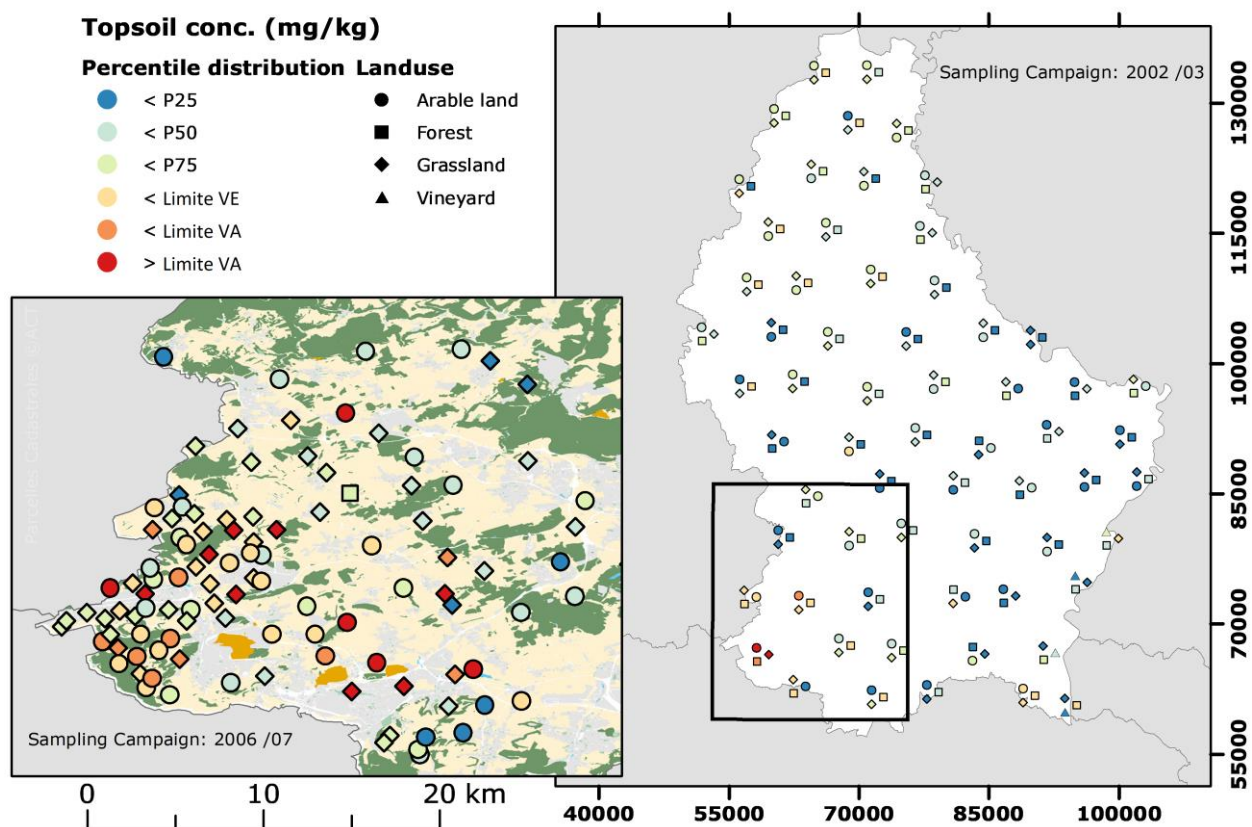 Topsoil conc. (mg/kg)
Percentile distribution Landuse
< P25
< P50
< P75
< Limite VE
< Limite VA
> Limite VA
Arable land
Forest
Grassland
Vineyard
Sampling Campaign: 2002 /03
130000
115000
100000
85000
70000
55000
Parcelles Cadastrales ©ACT
Sampling Campaign: 2006 /07
0 10 20 km
40000 55000 70000 85000 100000